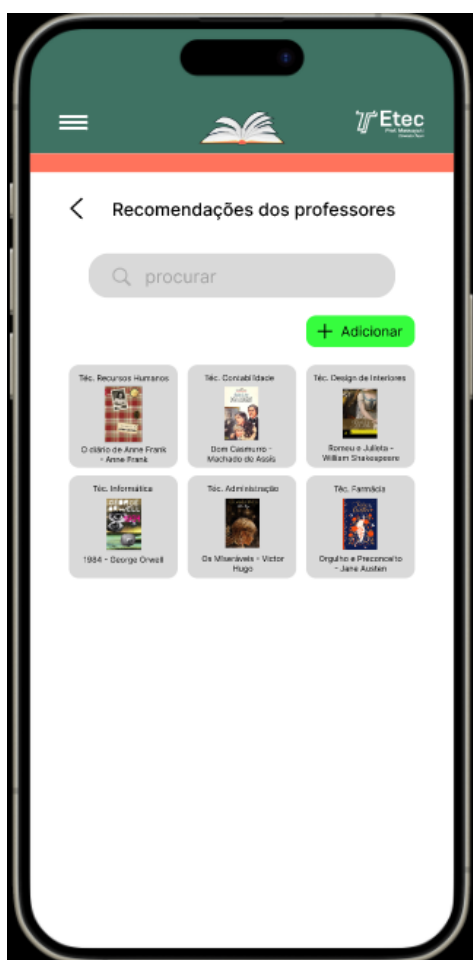 Etec
Recomendações dos professores
procurar
+ Adicionar
Téc. Recursos Humanos
O diário de Anne Frank
- Anne Frank
Téc. Contabilidade
Dom Casmurro -
Machado de Assis
Téc. Design de Interiores
Romeu e Julieta -
William Shakespeare
Téc. Informática
1984 - George Orwell
Téc. Administração
Os Miseráveis - Victor
Hugo
Téc. Farmácia
Orgulho e Preconceito
- Jane Austen